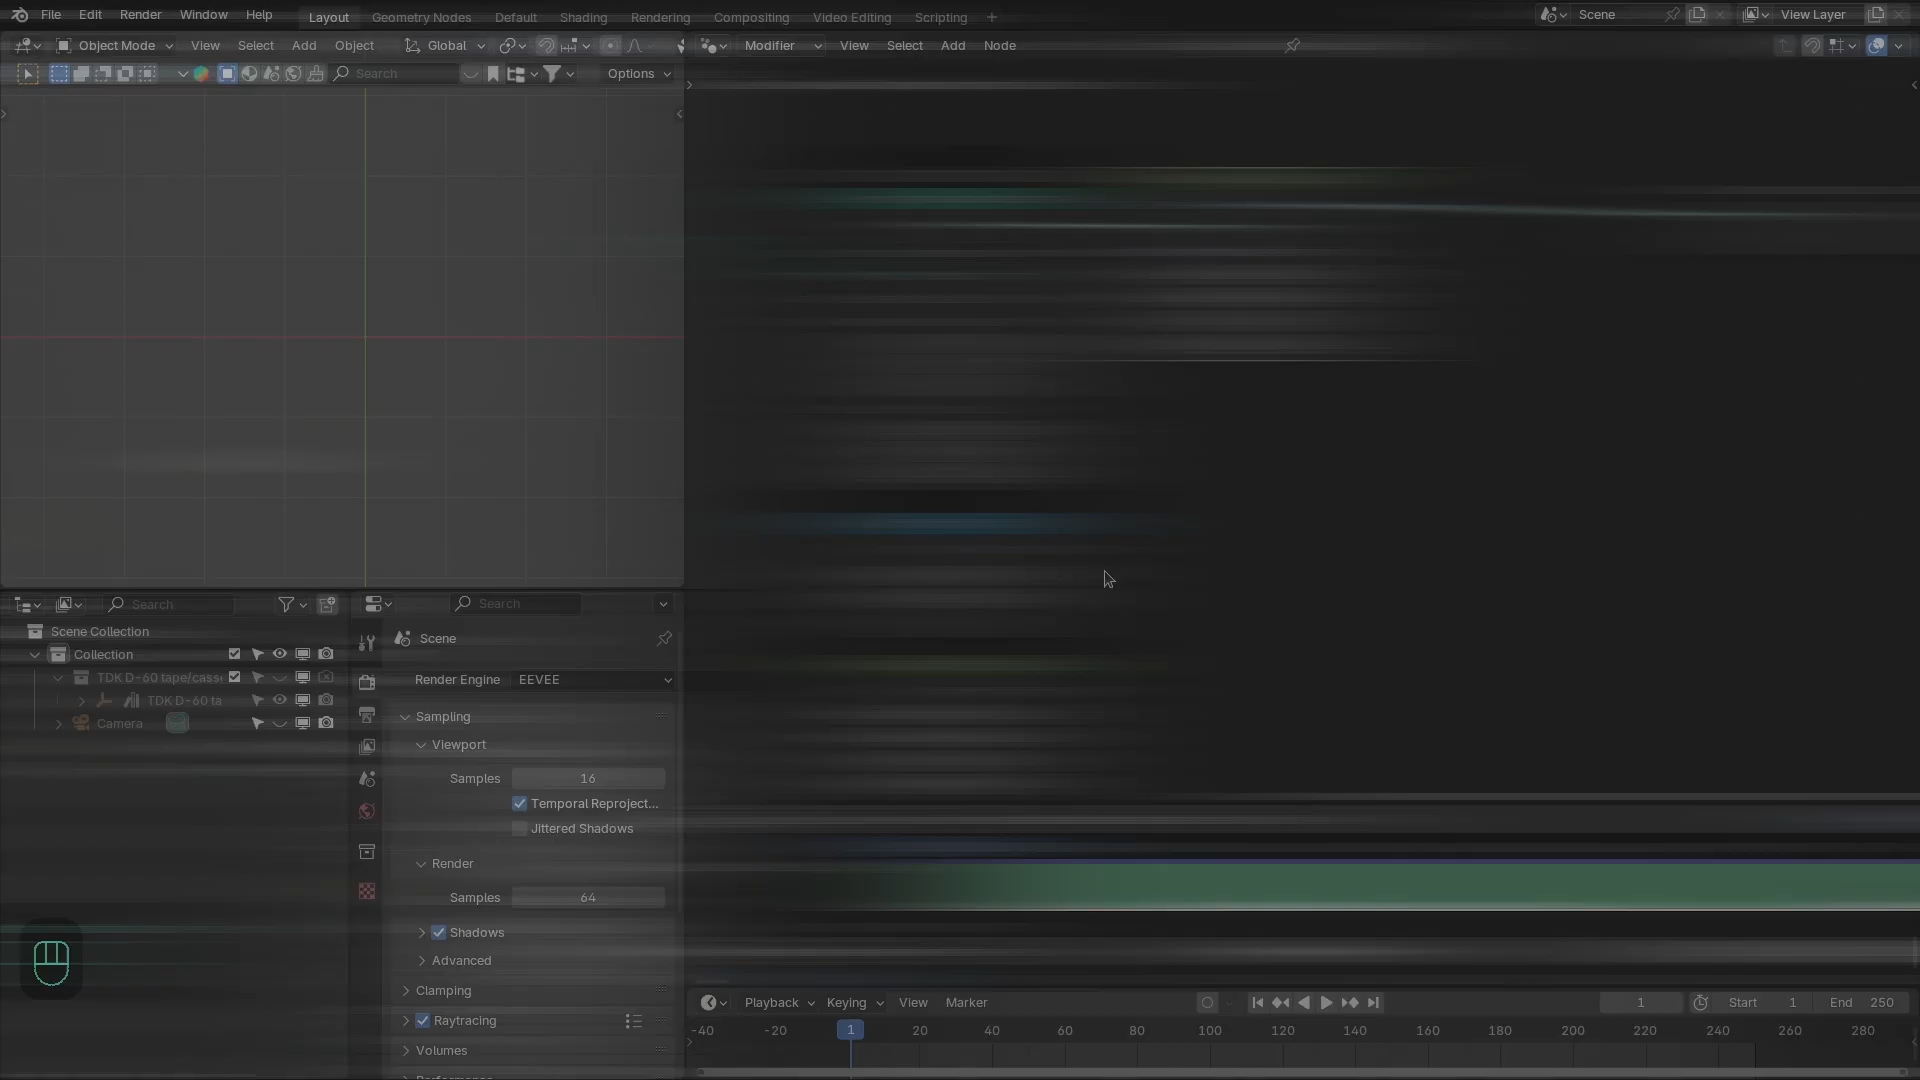 File Edit Render Window Help Layout Geometry Nodes Default Shading Rendering Compositing Video Editing Scripting + Scene View Layer
Object Mode View Select Add Object Global Modifier View Select Add Node
Search Options
Search
Scene Collection
Collection
TDK D-60 tape/cass
TDK D-60 ta
Camera
Search
Scene
Render Engine EEVEE
Sampling
Viewport
Samples 16
Temporal Reproject...
Jittered Shadows
Render
Samples 64
Shadows
Advanced
Clamping
Raytracing
Volumes
Playback Keying View Marker 1 Start 1 End 250
-40 -20 1 20 40 60 80 100 120 140 160 180 200 220 240 260 280